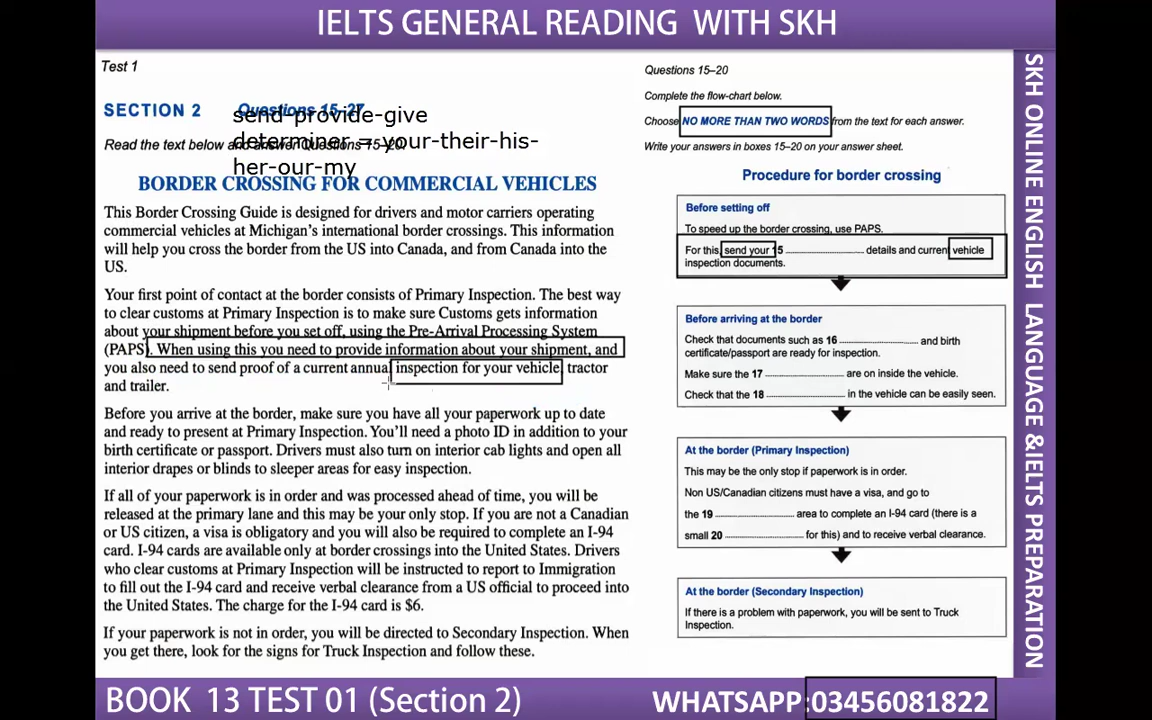 IELTS GENERAL READING WITH SKH
Test 1
SECTION 2 Questions 15–27
send-provide-give
determiner = your-their-his-
her-our-my
Read the text below and answer Questions 15–20.
BORDER CROSSING FOR COMMERCIAL VEHICLES
This Border Crossing Guide is designed for drivers and motor carriers operating
commercial vehicles at Michigan's international border crossings. This information
will help you cross the border from the US into Canada, and from Canada into the
US.
Your first point of contact at the border consists of Primary Inspection. The best way
to clear customs at Primary Inspection is to make sure Customs gets information
about your shipment before you set off, using the Pre-Arrival Processing System
(PAPS). When using this you need to provide information about your shipment, and
you also need to send proof of a current annual inspection for your vehicle, tractor
and trailer.
Before you arrive at the border, make sure you have all your paperwork up to date
and ready to present at Primary Inspection. You'll need a photo ID in addition to your
birth certificate or passport. Drivers must also turn on interior cab lights and open all
interior drapes or blinds to sleeper areas for easy inspection.
If all of your paperwork is in order and was processed ahead of time, you will be
released at the primary lane and this may be your only stop. If you are not a Canadian
or US citizen, a visa is obligatory and you will also be required to complete an I-94
card. I-94 cards are available only at border crossings into the United States. Drivers
who clear customs at Primary Inspection will be instructed to report to Immigration
to fill out the I-94 card and receive verbal clearance from a US official to proceed into
the United States. The charge for the I-94 card is $6.
If your paperwork is not in order, you will be directed to Secondary Inspection. When
you get there, look for the signs for Truck Inspection and follow these.
Questions 15–20
Complete the flow-chart below.
Choose NO MORE THAN TWO WORDS from the text for each answer.
Write your answers in boxes 15–20 on your answer sheet.
Procedure for border crossing
Before setting off
To speed up the border crossing, use PAPS.
For this, send your 15 .................... details and current vehicle
inspection documents.
Before arriving at the border
Check that documents such as 16 .................... and birth
certificate/passport are ready for inspection.
Make sure the 17 .................... are on inside the vehicle.
Check that the 18 .................... in the vehicle can be easily seen.
At the border (Primary Inspection)
This may be the only stop if paperwork is in order.
Non US/Canadian citizens must have a visa, and go to
the 19 .................... area to complete an I-94 card (there is a
small 20 .................... for this) and to receive verbal clearance.
At the border (Secondary Inspection)
If there is a problem with paperwork, you will be sent to Truck
Inspection.
SKH ONLINE ENGLISH LANGUAGE &IELTS PREPARATION
BOOK 13 TEST 01 (Section 2)
WHATSAPP:03456081822